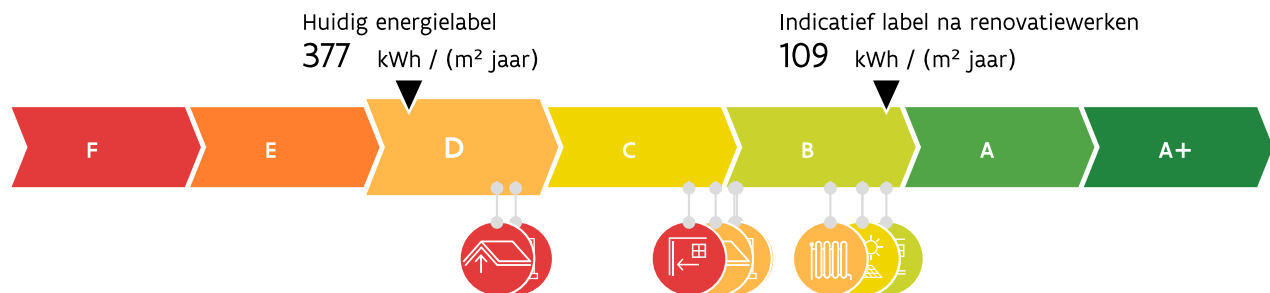 Huidig energielabel
377 kWh / (m² jaar)
Indicatief label na renovatiewerken
109 kWh / (m² jaar)
F E D C B A A+